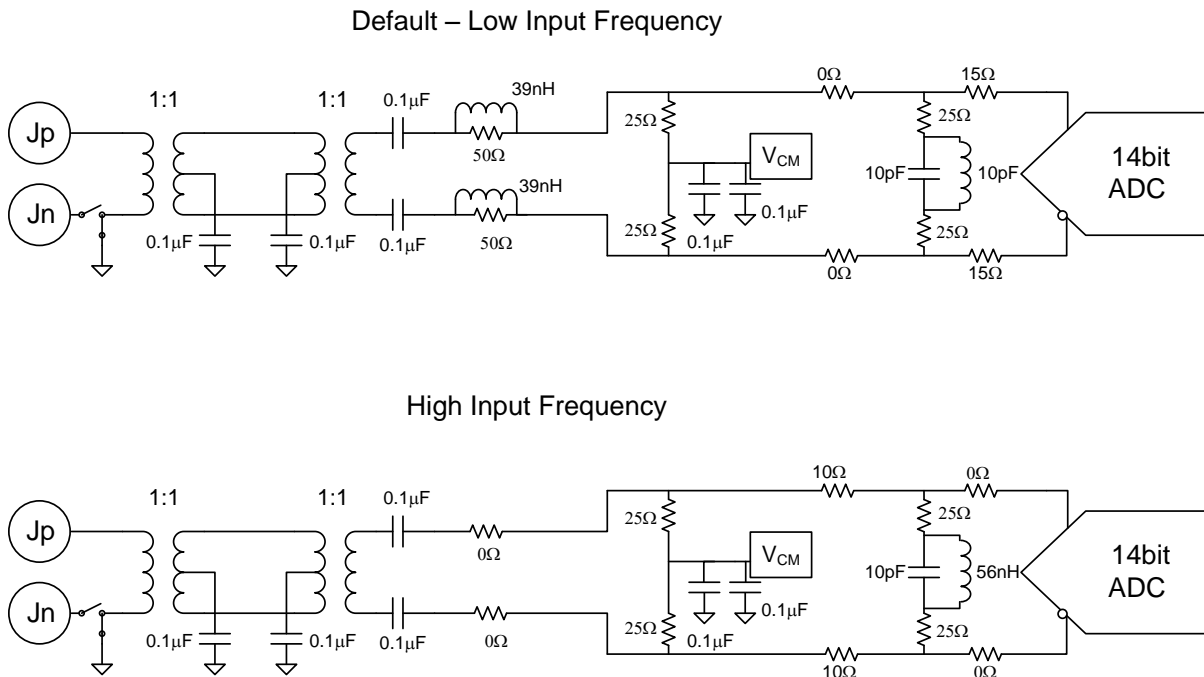 Default – Low Input Frequency
Jp
Jn
1:1
1:1
0.1µF
39nH
50Ω
39nH
50Ω
0.1µF
0.1µF
0.1µF
25Ω
25Ω
VCM
0.1µF
0.1µF
0Ω
0Ω
15Ω
25Ω
10pF
10pF
25Ω
15Ω
14bit
ADC
High Input Frequency
Jp
Jn
1:1
1:1
0.1µF
0Ω
0Ω
0.1µF
0.1µF
0.1µF
25Ω
25Ω
VCM
0.1µF
0.1µF
10Ω
10Ω
0Ω
25Ω
10pF
56nH
25Ω
0Ω
14bit
ADC